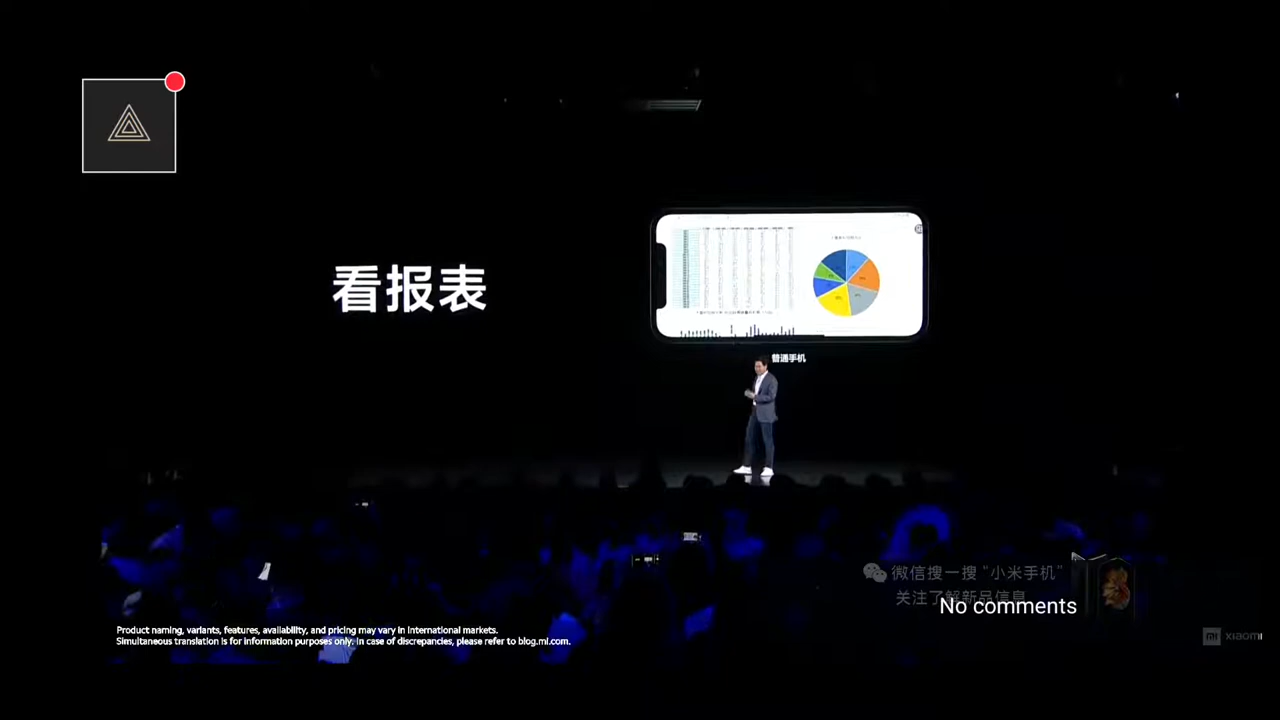 看报表
普通手机
微信搜一搜 “小米手机”
关注了解新品信息
No comments
Product naming, variants, features, availability, and pricing may vary in international markets.
Simultaneous translation is for information purposes only. In case of discrepancies, please refer to blog.mi.com.
mi xiaomi